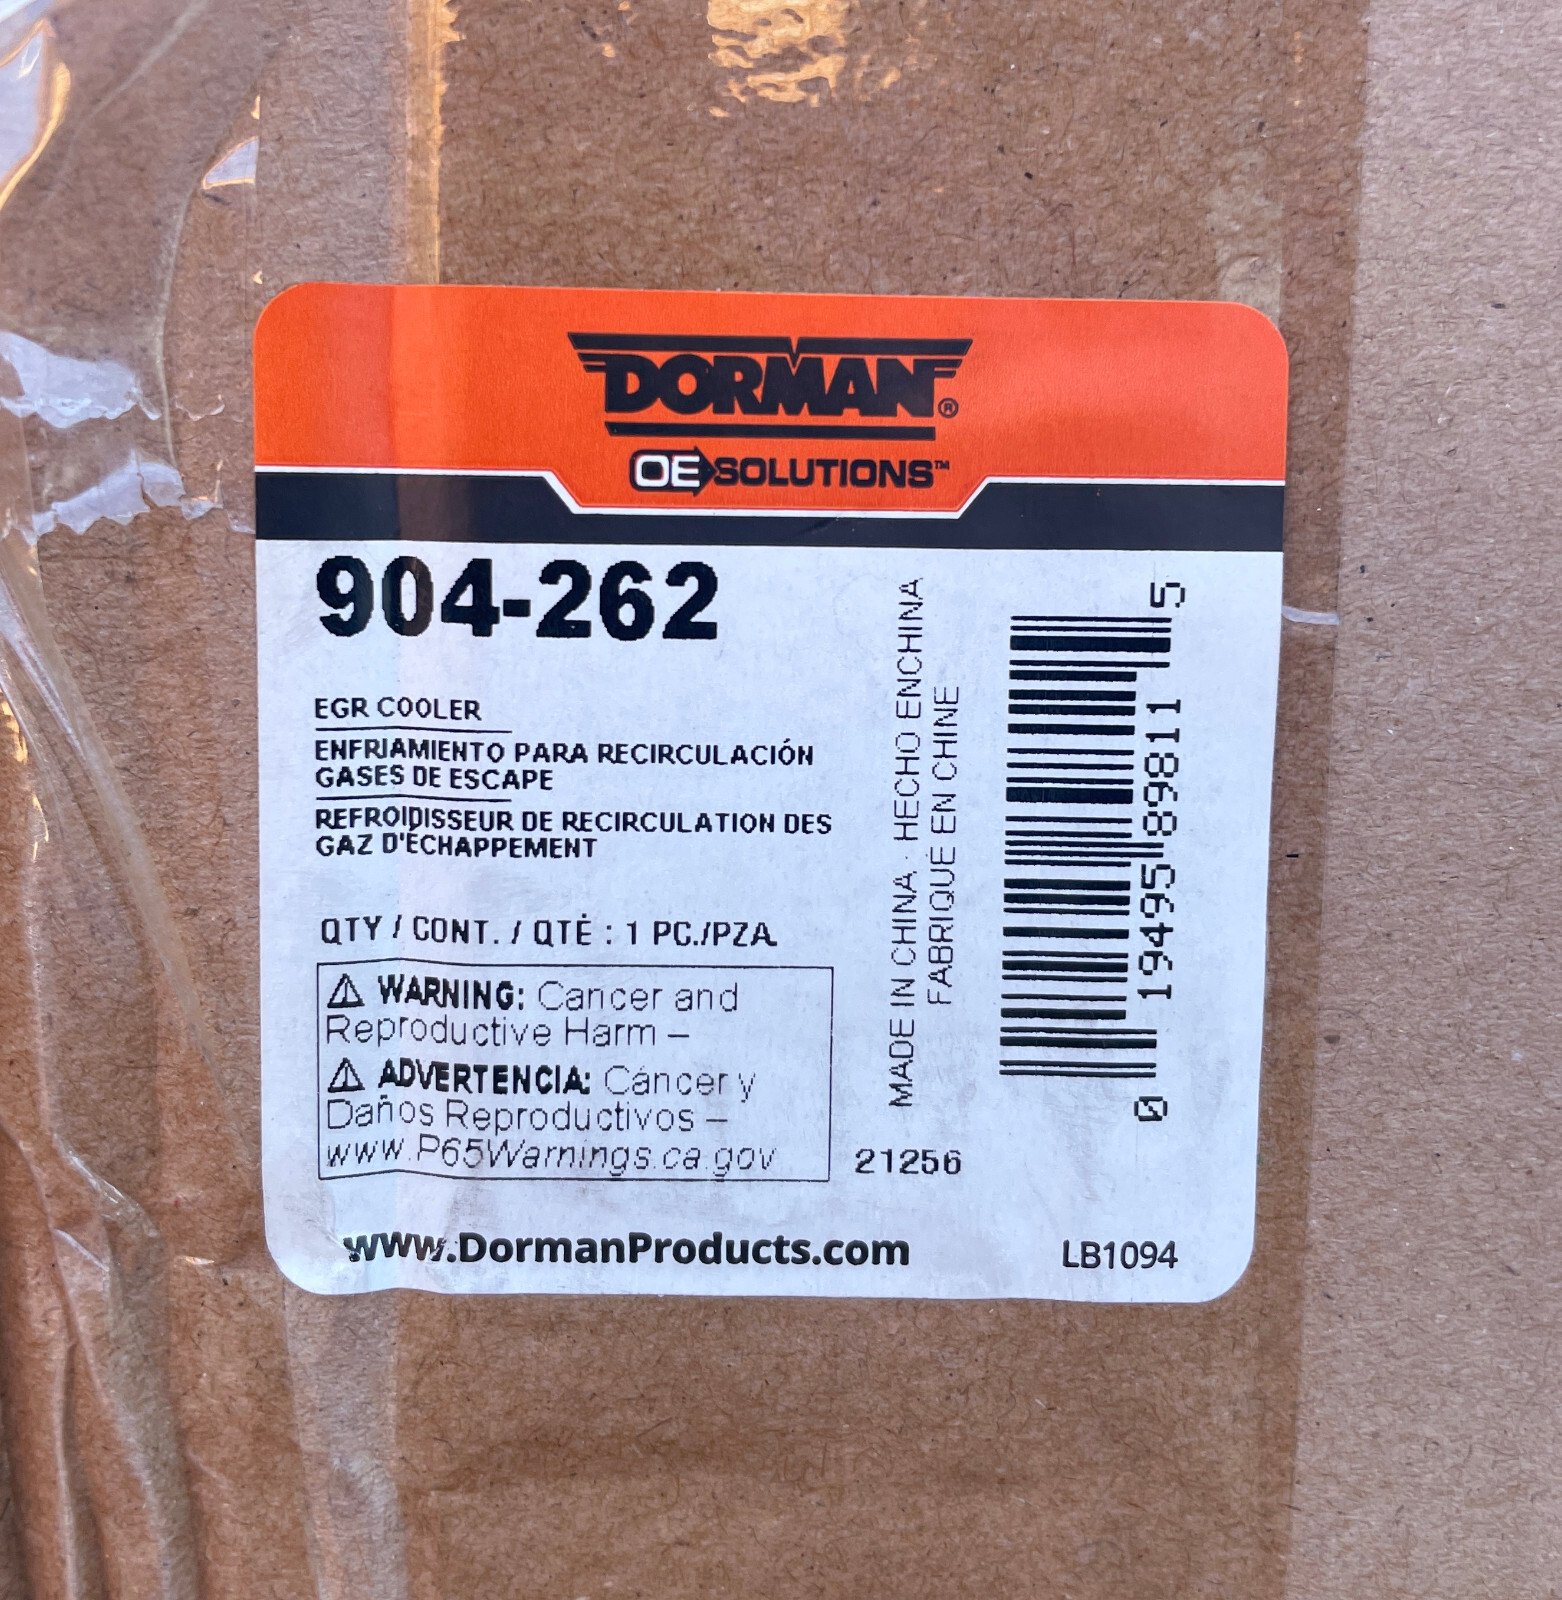 DORMAN®
OE SOLUTIONS™
904-262
EGR COOLER
ENFRIAMIENTO PARA RECIRCULACIÓN
GASES DE ESCAPE
REFROIDISSEUR DE RECIRCULATION DES
GAZ D'ÉCHAPPEMENT
QTY / CONT. / QTÉ : 1 PC./PZA.
⚠ WARNING: Cancer and
Reproductive Harm –
⚠ ADVERTENCIA: Cáncer y
Daños Reproductivos –
www.P65Warnings.ca.gov
MADE IN CHINA · HECHO ENCHINA
FABRIQUÉ EN CHINE
0 19495 89811 5
21256
www.DormanProducts.com
LB1094